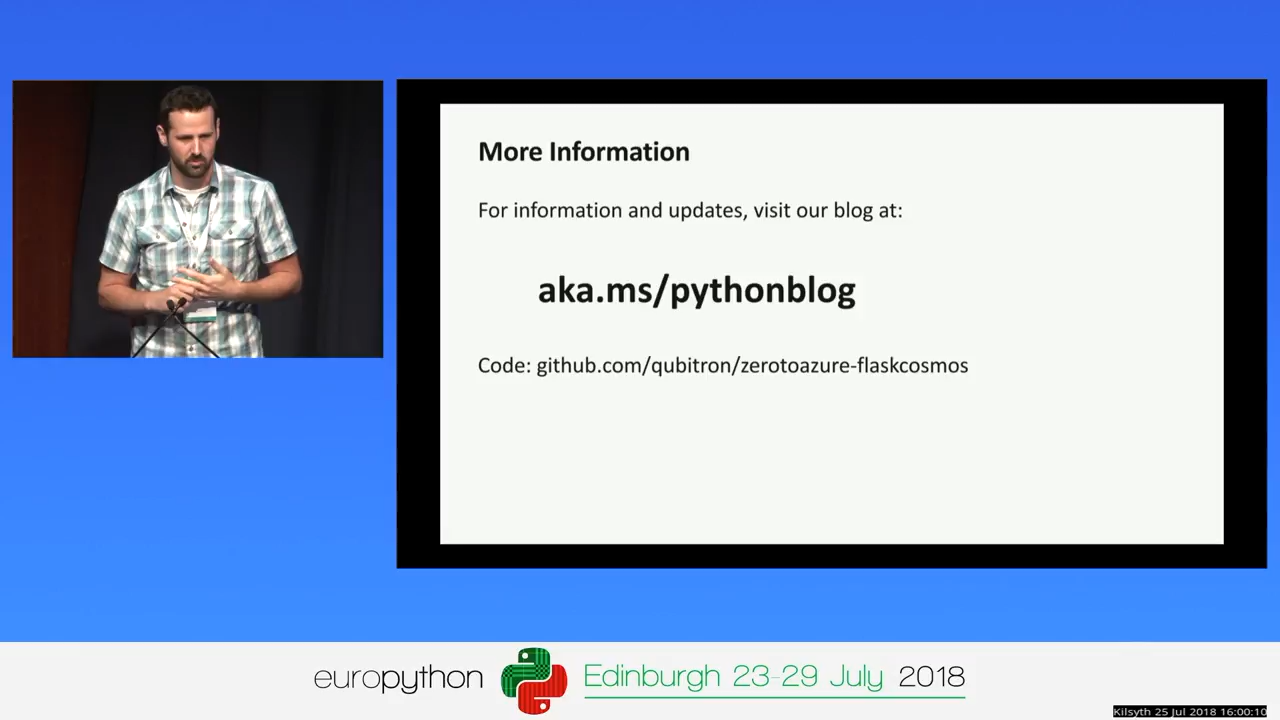 More Information
For information and updates, visit our blog at:
aka.ms/pythonblog
Code: github.com/qubitron/zerotoazure-flaskcosmos
europython Edinburgh 23-29 July 2018
Kilsyth 25 Jul 2018 16:00:10